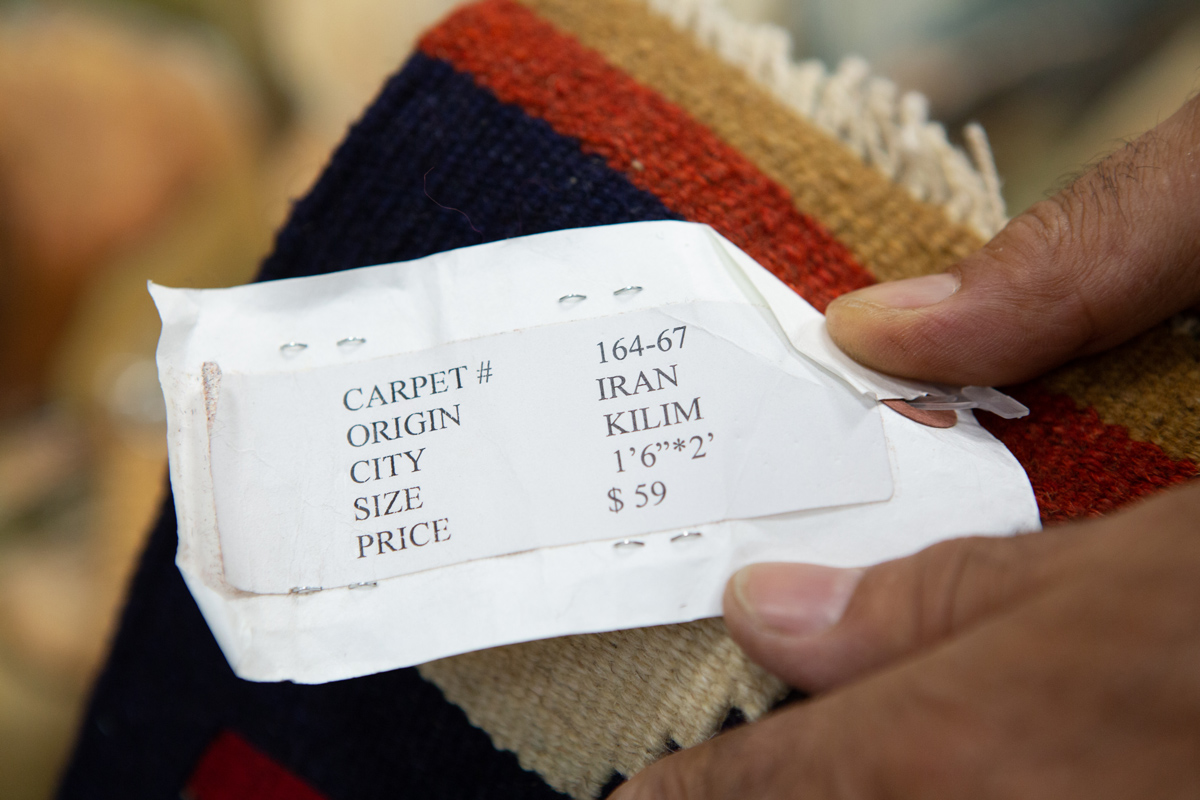 CARPET # 164-67
ORIGIN IRAN
CITY KILIM
SIZE 1'6”*2'
PRICE $ 59